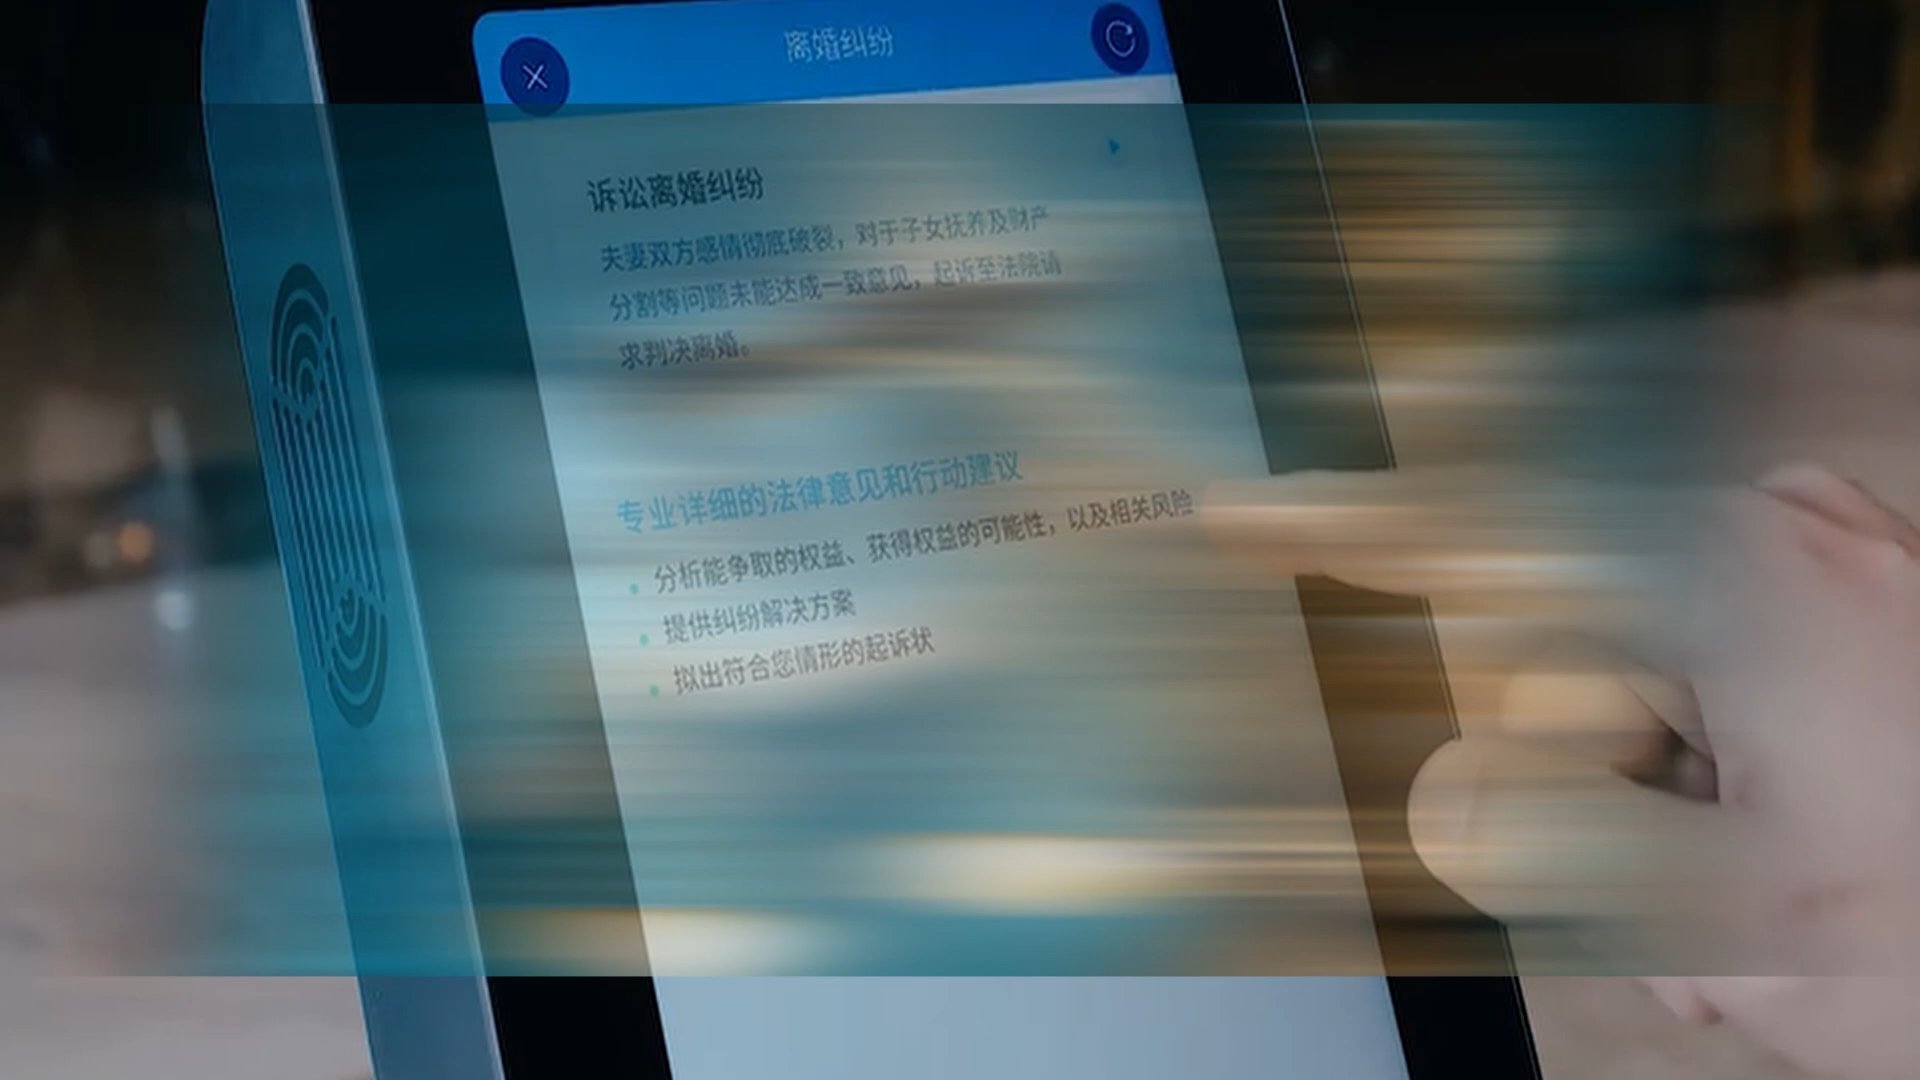 离婚纠纷
诉讼离婚纠纷
夫妻双方感情彻底破裂，对于子女抚养及财产
分割等问题未能达成一致意见，起诉至法院请
求判决离婚。
专业详细的法律意见和行动建议
分析能争取的权益、获得权益的可能性，以及相关风险
提供纠纷解决方案
拟出符合您情形的起诉状